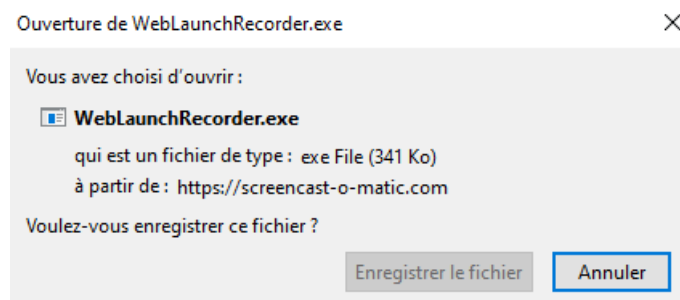 Ouverture de WebLaunchRecorder.exe
Vous avez choisi d'ouvrir :
WebLaunchRecorder.exe
qui est un fichier de type : exe File (341 Ko)
à partir de : https://screencast-o-matic.com
Voulez-vous enregistrer ce fichier ?
Enregistrer le fichier Annuler